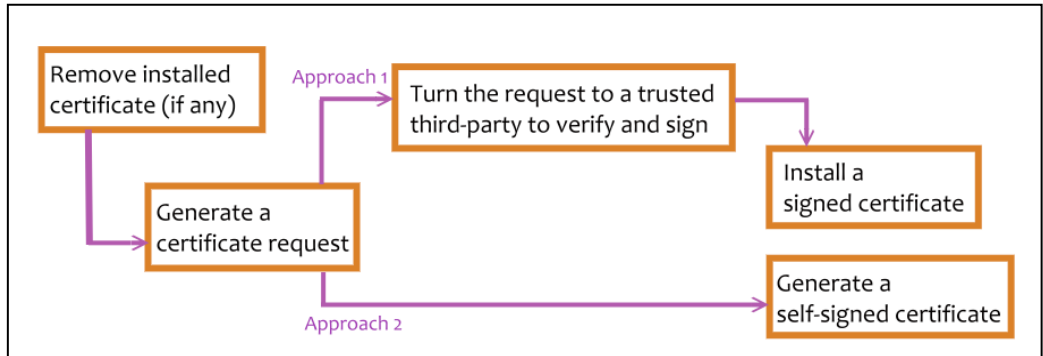 Remove installed
certificate (if any)
Approach 1
Turn the request to a trusted
third-party to verify and sign
Install a
signed certificate
Generate a
certificate request
Approach 2
Generate a
self-signed certificate